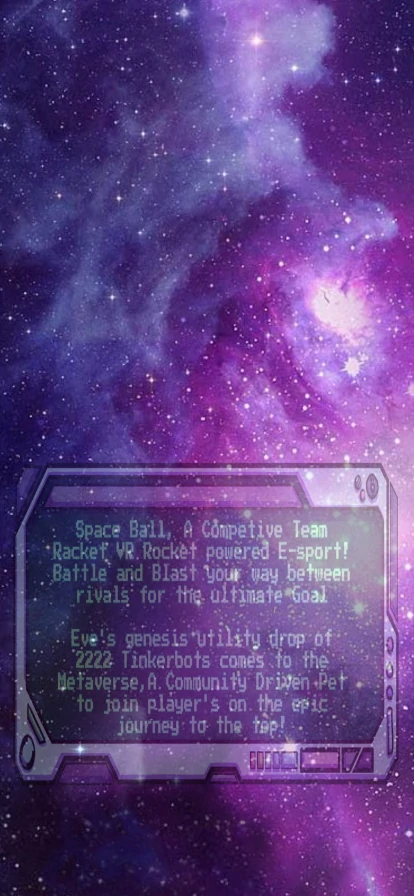 Space Ball, A Competive Team
Racket VR Rocket powered E-sport!
Battle and Blast your way between
rivals for the ultimate Goal
Eve's genesis utility drop of
2222 Tinkerbots comes to the
Metaverse,A Community Driven Pet
to join player's on the epic
journey to the top!